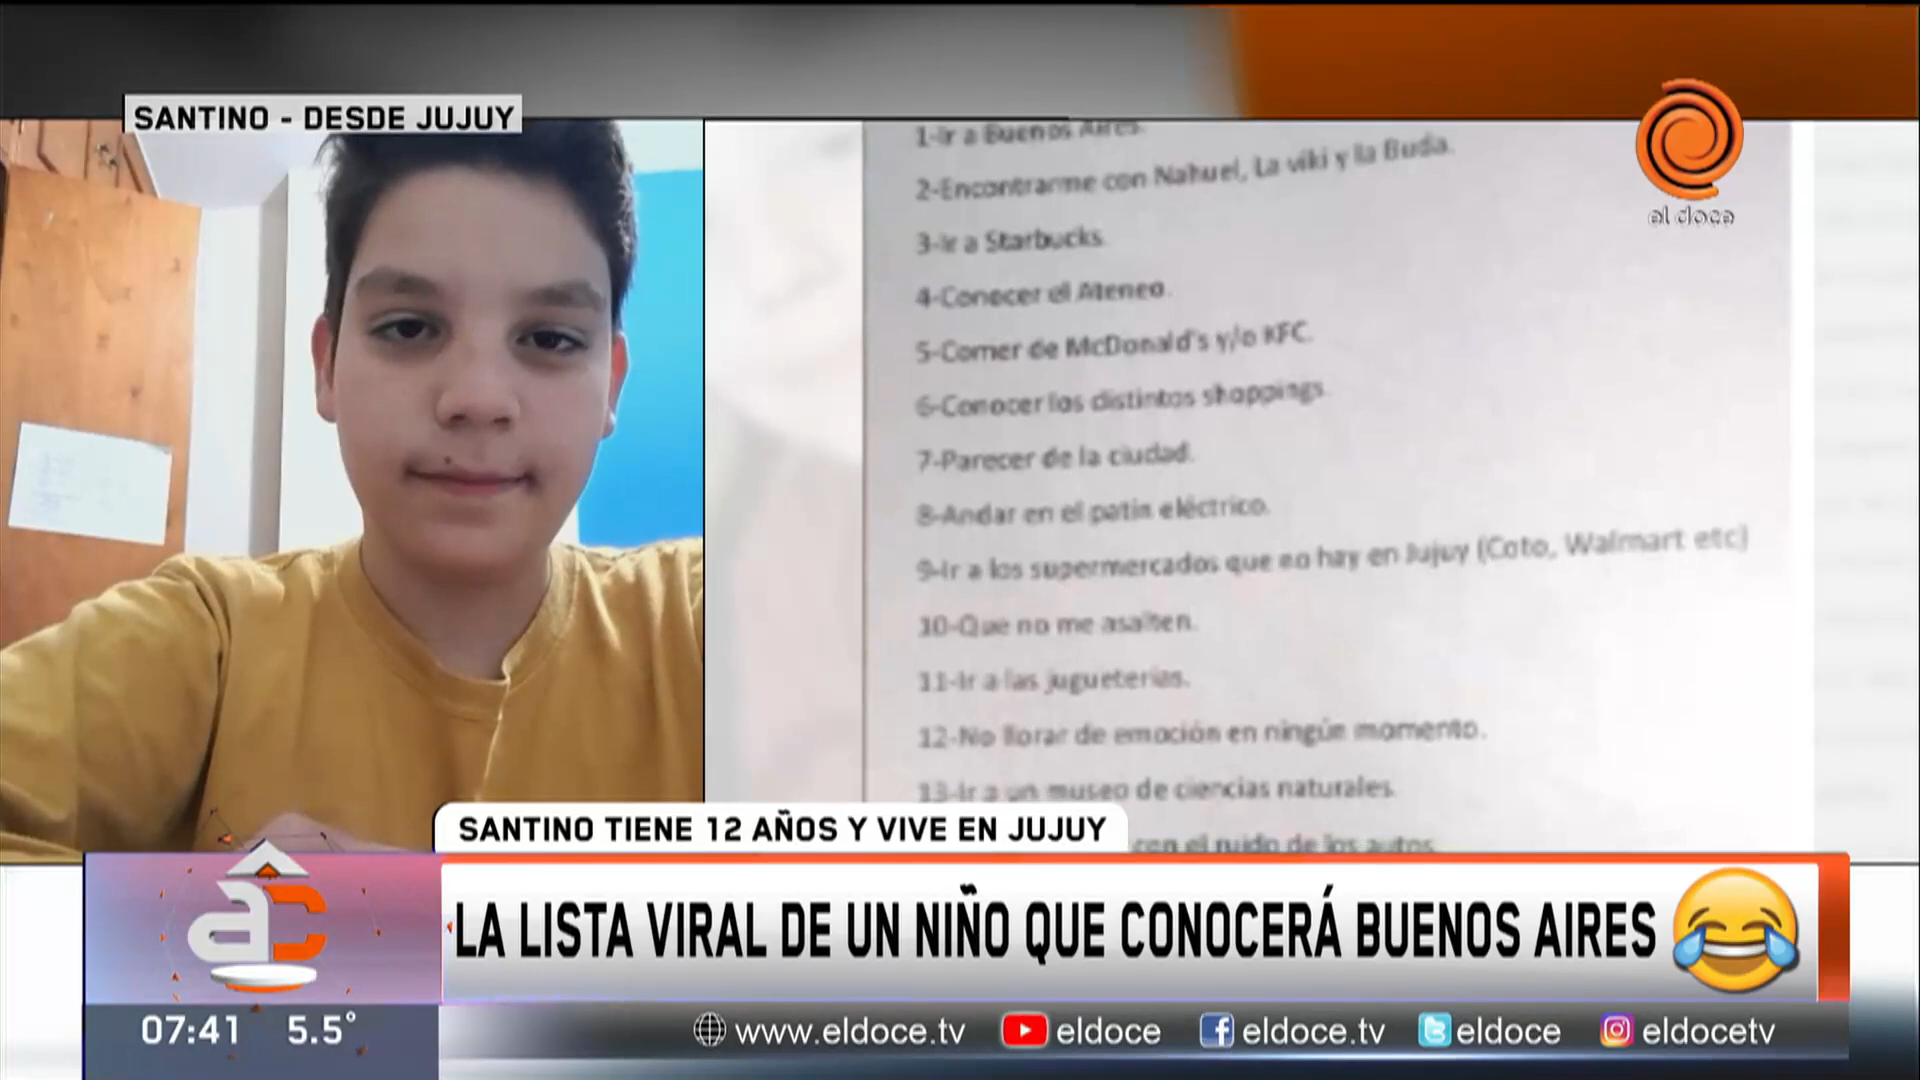 SANTINO - DESDE JUJUY
el doce
1-Ir a Buenos Aires.
2-Encontrarme con Nahuel, La viki y la Buda.
3-Ir a Starbucks.
4-Conocer el Ateneo.
5-Comer de McDonald's y/o KFC.
6-Conocer los distintos shoppings.
7-Parecer de la ciudad.
8-Andar en el patin eléctrico.
9-Ir a los supermercados que no hay en Jujuy (Coto, Walmart etc)
10-Que no me asalten.
11-Ir a las jugueterias.
12-No llorar de emoción en ningún momento.
13-Ir a un museo de ciencias naturales.
con el ruido de los autos
SANTINO TIENE 12 AÑOS Y VIVE EN JUJUY
LA LISTA VIRAL DE UN NIÑO QUE CONOCERÁ BUENOS AIRES
ac
07:41 5.5°
www.eldoce.tv eldoce eldoce.tv eldoce eldocetv